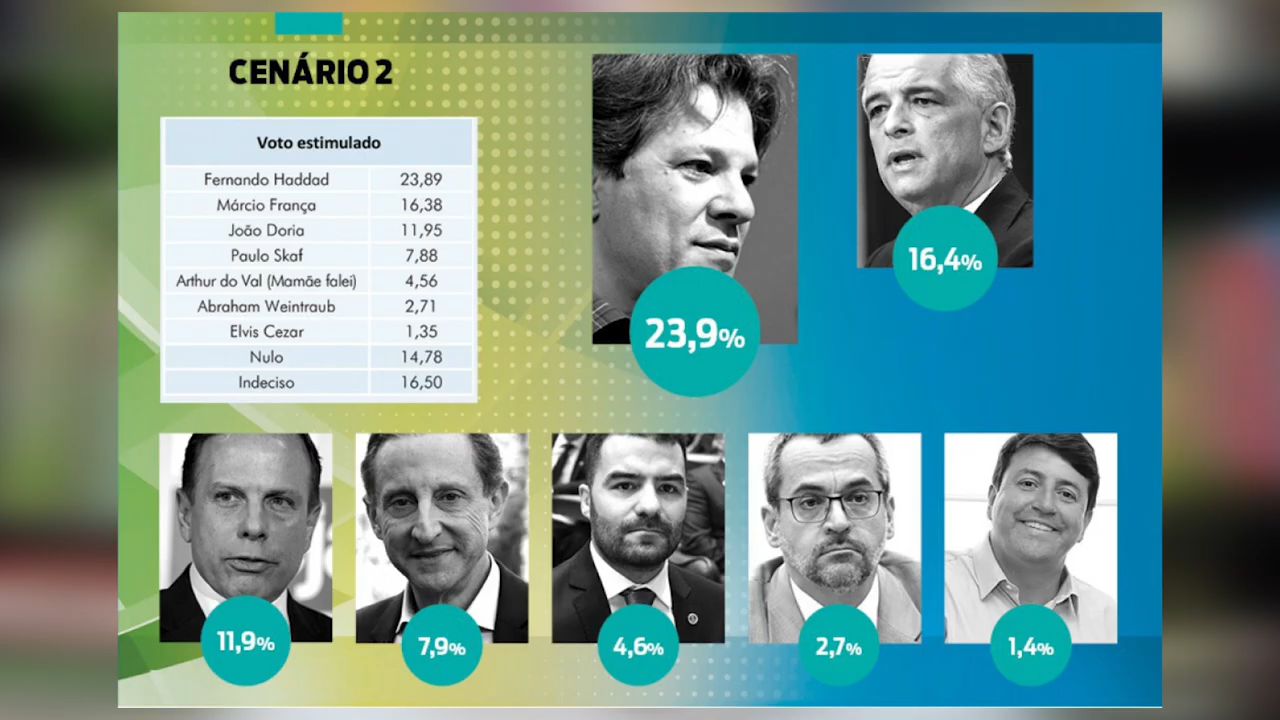 CENÁRIO 2
Voto estimulado
Fernando Haddad 23,89
Márcio França 16,38
João Doria 11,95
Paulo Skaf 7,88
Arthur do Val (Mamãe falei) 4,56
Abraham Weintraub 2,71
Elvis Cezar 1,35
Nulo 14,78
Indeciso 16,50
23,9%
16,4%
11,9%
7,9%
4,6%
2,7%
1,4%